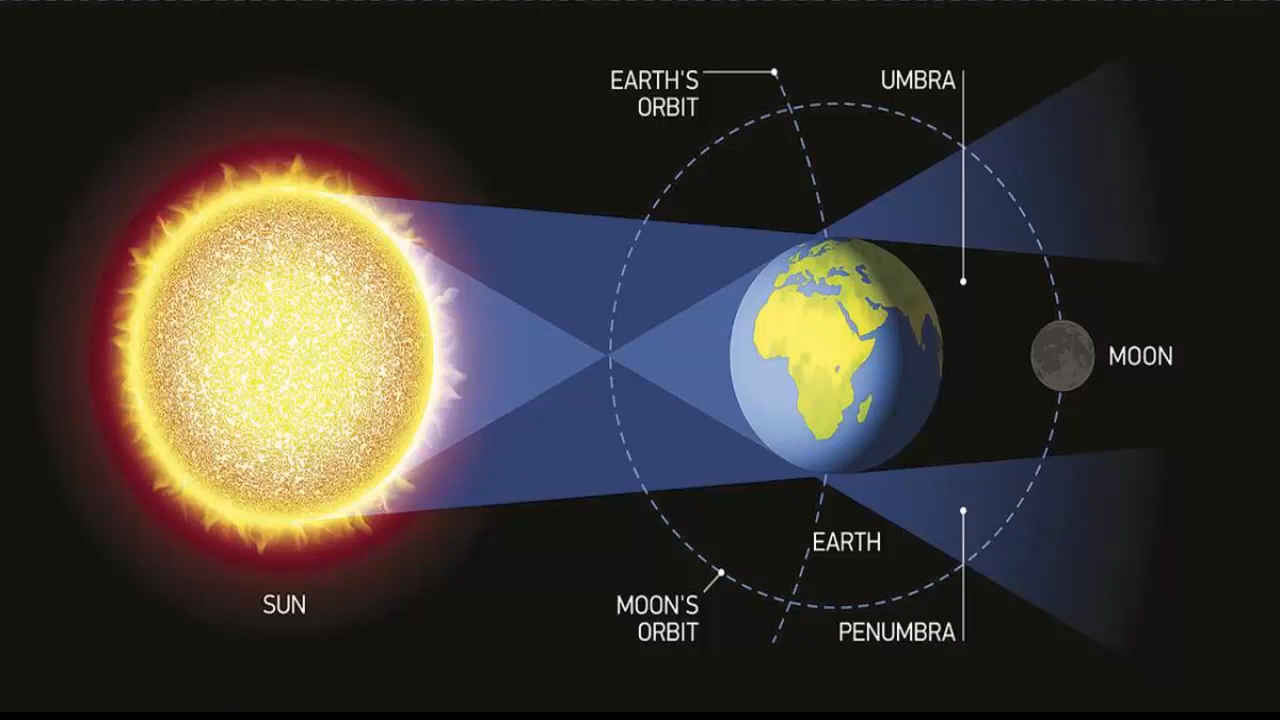 EARTH'S
ORBIT
UMBRA
MOON
EARTH
SUN
MOON'S
ORBIT
PENUMBRA